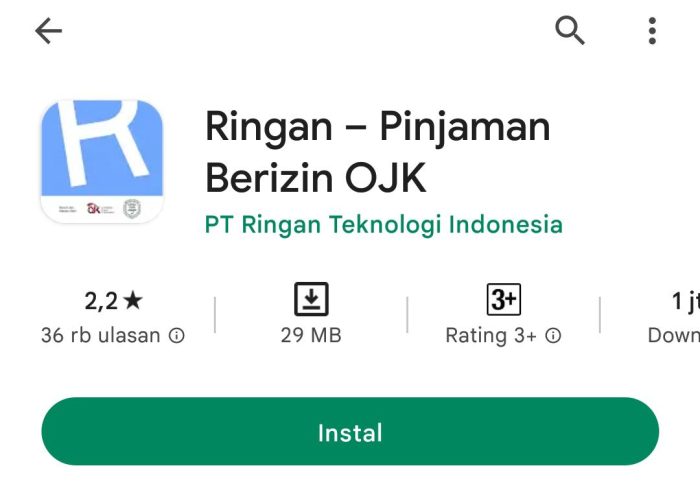 R
Ringan – Pinjaman
Berizin OJK
PT Ringan Teknologi Indonesia
2,2★
36 rb ulasan
29 MB
3+
Rating 3+
1 jt
Down
Instal